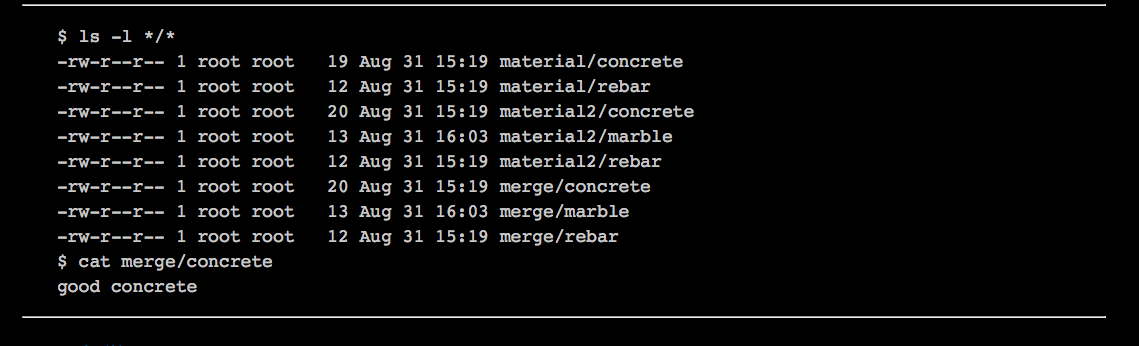 $ ls -l */*
-rw-r--r-- 1 root root   19 Aug 31 15:19 material/concrete
-rw-r--r-- 1 root root   12 Aug 31 15:19 material/rebar
-rw-r--r-- 1 root root   20 Aug 31 15:19 material2/concrete
-rw-r--r-- 1 root root   13 Aug 31 16:03 material2/marble
-rw-r--r-- 1 root root   12 Aug 31 15:19 material2/rebar
-rw-r--r-- 1 root root   20 Aug 31 15:19 merge/concrete
-rw-r--r-- 1 root root   13 Aug 31 16:03 merge/marble
-rw-r--r-- 1 root root   12 Aug 31 15:19 merge/rebar
$ cat merge/concrete
good concrete